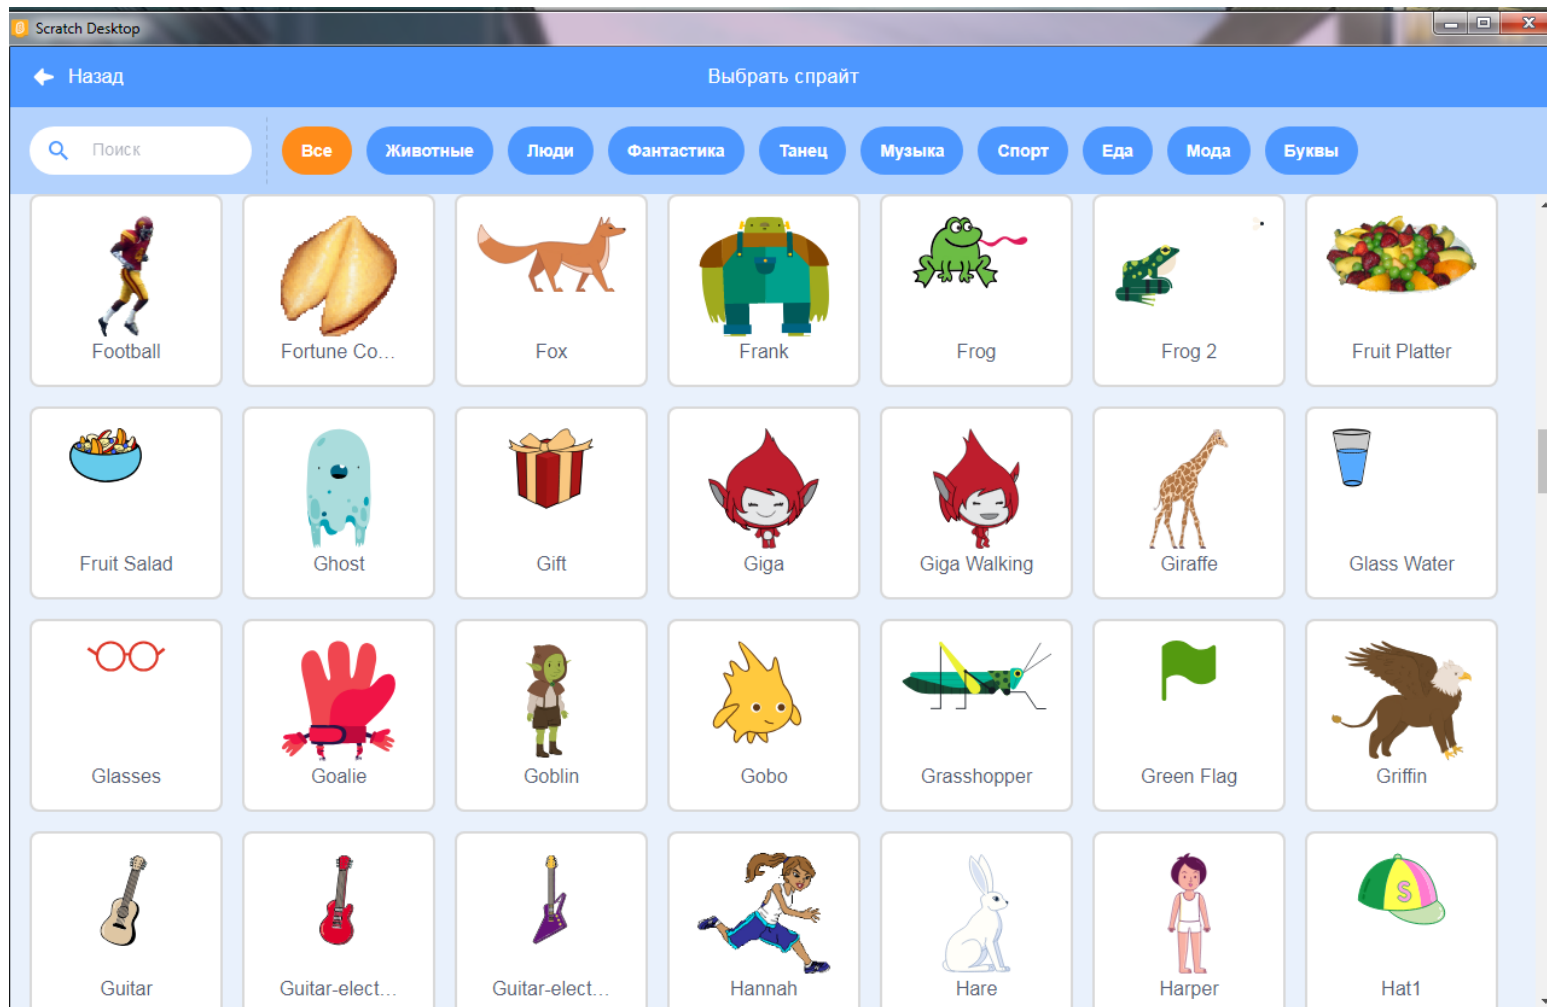 Scratch Desktop
Назад
Выбрать спрайт
Поиск
Все
Животные
Люди
Фантастика
Танец
Музыка
Спорт
Еда
Мода
Буквы
Football
Fortune Co...
Fox
Frank
Frog
Frog 2
Fruit Platter
Fruit Salad
Ghost
Gift
Giga
Giga Walking
Giraffe
Glass Water
Glasses
Goalie
Goblin
Gobo
Grasshopper
Green Flag
Griffin
S
Guitar
Guitar-elect...
Guitar-elect...
Hannah
Hare
Harper
Hat1